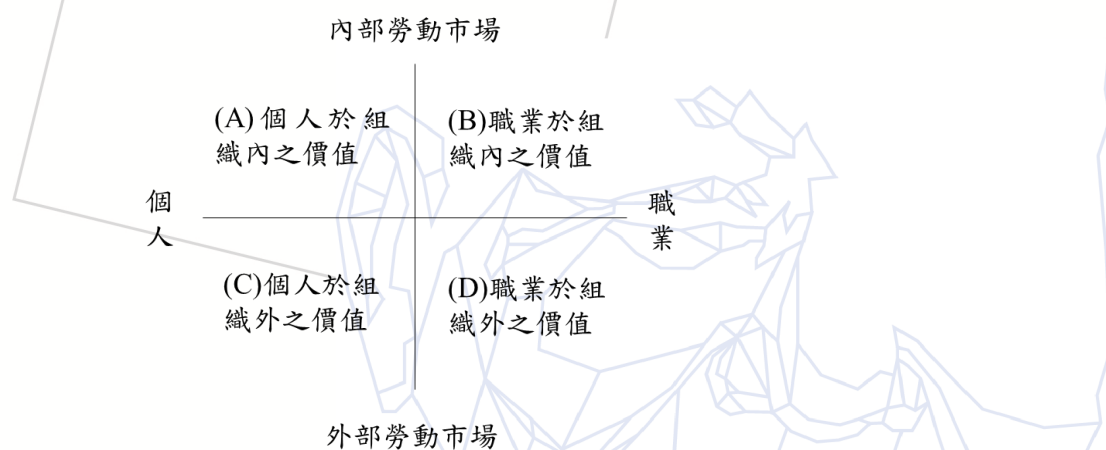 內部勞動市場
(A)個人於組
織內之價值
(B)職業於組
織內之價值
個
人
職
業
(C)個人於組
織外之價值
(D)職業於組
織外之價值
外部勞動市場